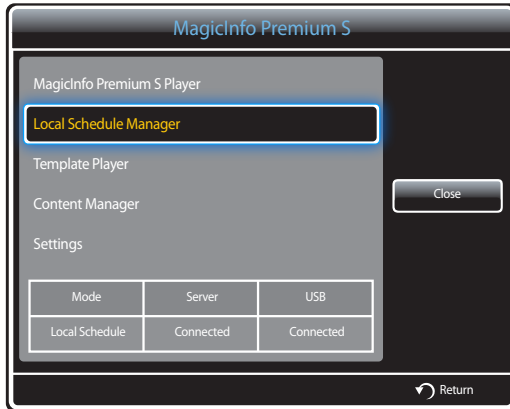 MagicInfo Premium S
MagicInfo Premium S Player
Local Schedule Manager
Template Player
Content Manager
Close
Settings
Mode Server USB
Local Schedule Connected Connected
Return